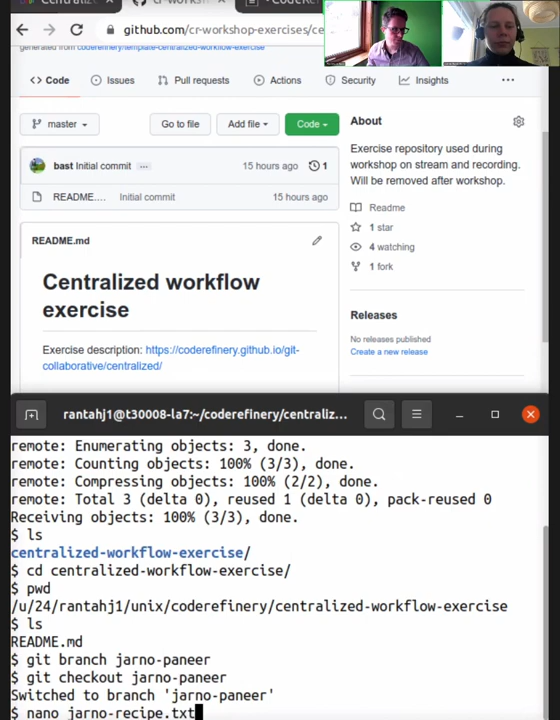 github.com/cr-workshop-exercises/ce
generated from coderefinery/template-centralized-workflow-exercise
Code
Issues
Pull requests
Actions
Security
Insights
master
Go to file
Add file
Code
About
Exercise repository used during
workshop on stream and recording.
Will be removed after workshop.
bast Initial commit
15 hours ago
1
README....
Initial commit
15 hours ago
Readme
1 star
4 watching
1 fork
README.md
Centralized workflow
exercise
Exercise description: https://coderefinery.github.io/git-
collaborative/centralized/
Releases
No releases published
Create a new release
rantahj1@t30008-la7:~/coderefinery/centraliz...
remote: Enumerating objects: 3, done.
remote: Counting objects: 100% (3/3), done.
remote: Compressing objects: 100% (2/2), done.
remote: Total 3 (delta 0), reused 1 (delta 0), pack-reused 0
Receiving objects: 100% (3/3), done.
$ ls
centralized-workflow-exercise/
$ cd centralized-workflow-exercise/
$ pwd
/u/24/rantahj1/unix/coderefinery/centralized-workflow-exercise
$ ls
README.md
$ git branch jarno-paneer
$ git checkout jarno-paneer
Switched to branch 'jarno-paneer'
$ nano jarno-recipe.txt